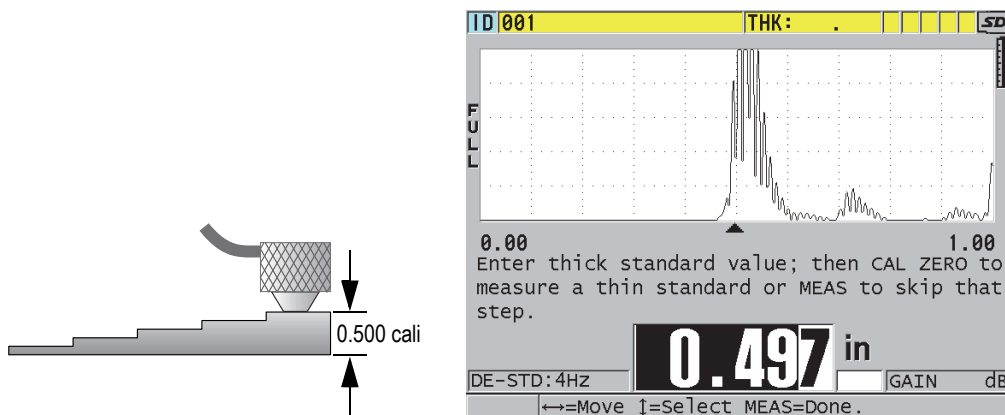 0.500 cali
ID 001 THK: .
SD
FULL
0.00 1.00
Enter thick standard value; then CAL ZERO to
measure a thin standard or MEAS to skip that
step.
0.497 in
DE-STD:4Hz GAIN dB
↔=Move ↕=Select MEAS=Done.